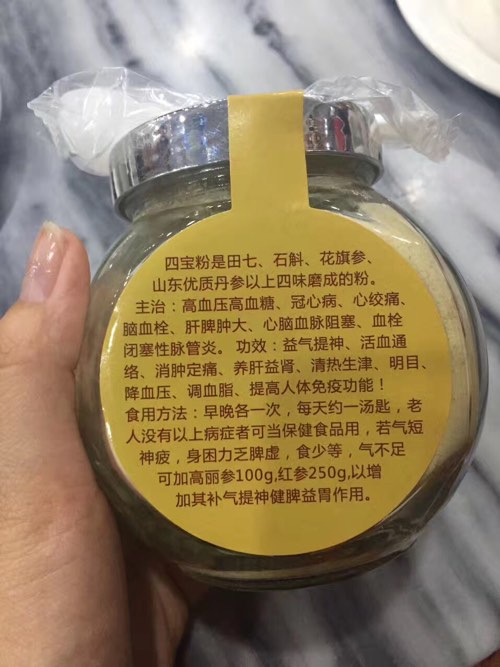 四宝粉是田七、石斛、花旗参、
山东优质丹参以上四味磨成的粉。
主治：高血压高血糖、冠心病、心绞痛、
脑血栓、肝脾肿大、心脑血脉阻塞、血栓
闭塞性脉管炎。功效：益气提神、活血通
络、消肿定痛、养肝益肾、清热生津、明目、
降血压、调血脂、提高人体免疫功能！
食用方法：早晚各一次，每天约一汤匙，老
人没有以上病症者可当保健食品用，若气短
神疲，身困力乏脾虚，食少等，气不足
可加高丽参100g,红参250g,以增
加其补气提神健脾益胃作用。